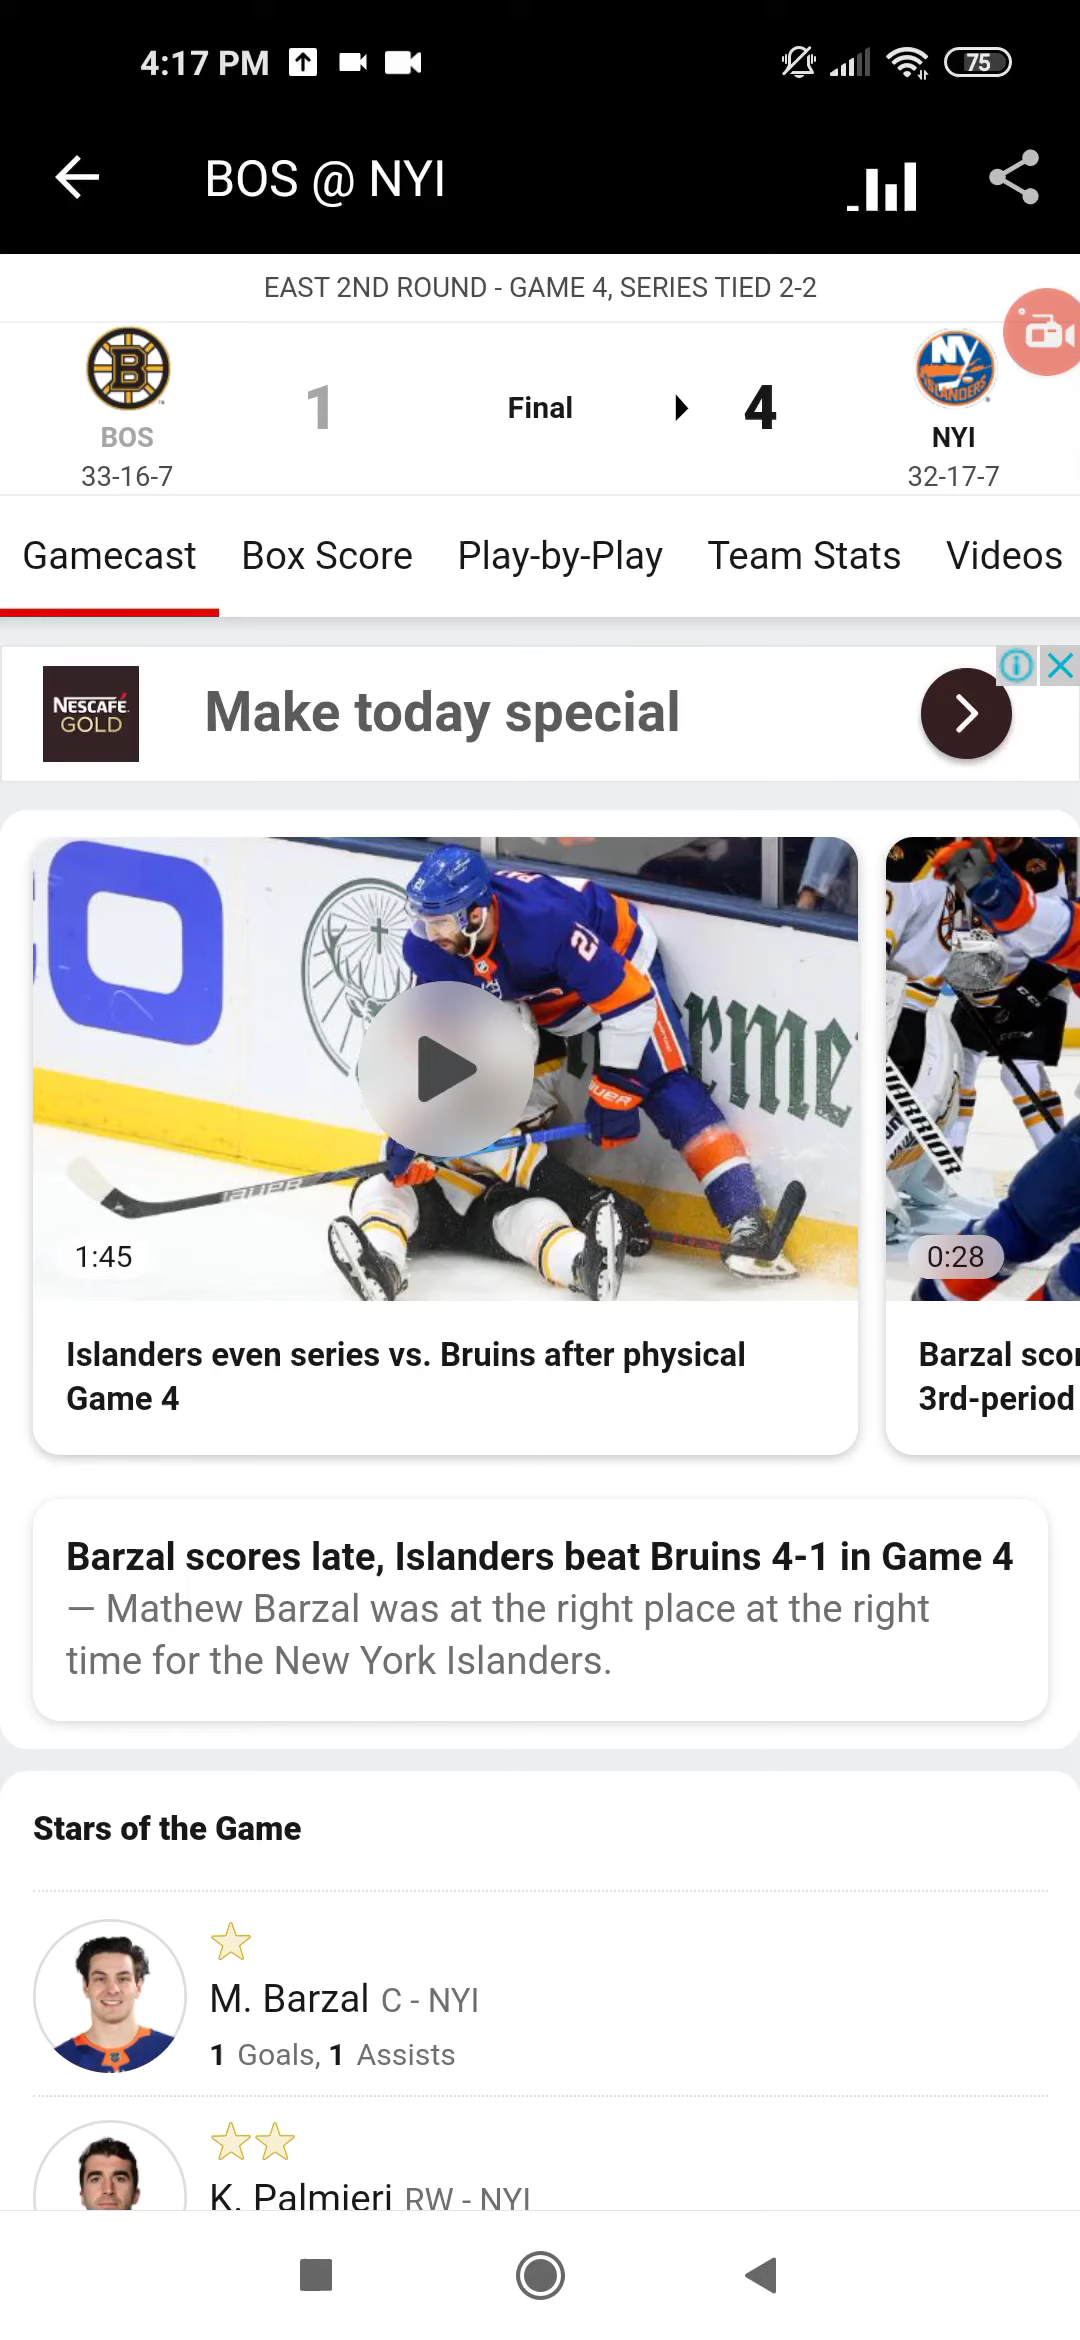 4:17 PM
75
BOS @ NYI
EAST 2ND ROUND - GAME 4, SERIES TIED 2-2
BOS
33-16-7
1
Final
4
NYI
32-17-7
Gamecast
Box Score
Play-by-Play
Team Stats
Videos
NESCAFÉ
GOLD
Make today special
1:45
0:28
Islanders even series vs. Bruins after physical
Game 4
Barzal scor
3rd-period
Barzal scores late, Islanders beat Bruins 4-1 in Game 4
— Mathew Barzal was at the right place at the right
time for the New York Islanders.
Stars of the Game
M. Barzal C - NYI
1 Goals, 1 Assists
K. Palmieri RW - NYI